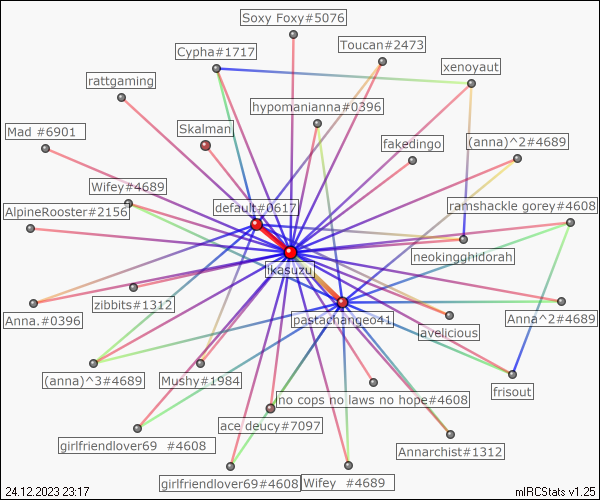 Soxy Foxy#5076
Toucan#2473
Cypha#1717
xenoyaut
rattgaming
hypomanianna#0396
Skalman
Mad #6901
fakedingo
(anna)^2#4689
Wifey#4689
default#0617
ramshackle gorey#4608
AlpineRooster#2156
neokingghidorah
ikasuzu
zibbits#1312
Anna.#0396
pastachangeo41
Anna^2#4689
avelicious
(anna)^3#4689
Mushy#1984
frisout
no cops no laws no hope#4608
ace deucy#7097
girlfriendlover69 #4608
Annarchist#1312
girlfriendlover69#4608
Wifey #4689
24.12.2023 23:17
mIRCStats v1.25